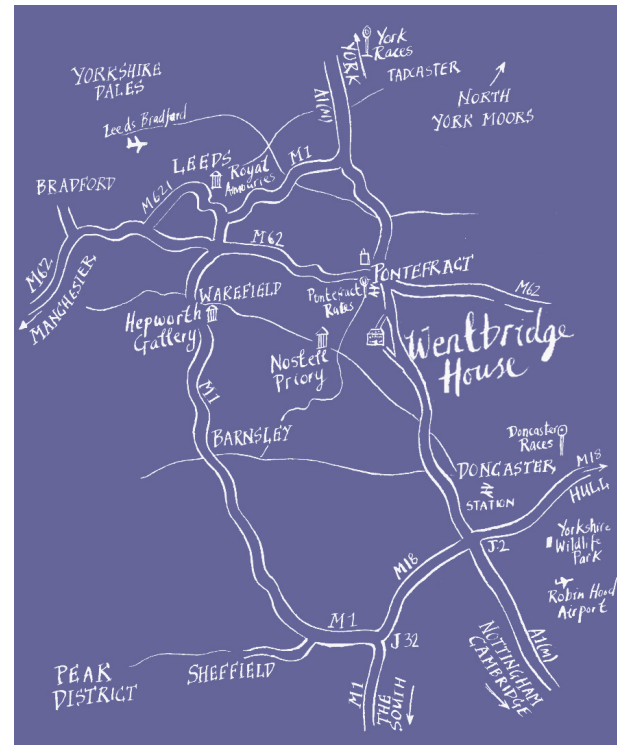 York
Races
YORK
TADCASTER
YORKSHIRE
DALES
NORTH
YORK MOORS
A1(M)
Leeds Bradford
LEEDS
Royal
Armouries
M1
BRADFORD
M621
M62
M62
MANCHESTER
PONTEFRACT
Pontefract
Races
M62
WAKEFIELD
Hepworth
Gallery
Nostell
Priory
Wentbridge
House
M1
BARNSLEY
Doncaster
Races
DONCASTER
STATION
M18
HULL
J2
Yorkshire
Wildlife
Park
M18
Robin Hood
Airport
M1
J32
A1(M)
NOTTINGHAM
CAMBRIDGE
SHEFFIELD
PEAK
DISTRICT
M1
THE
SOUTH